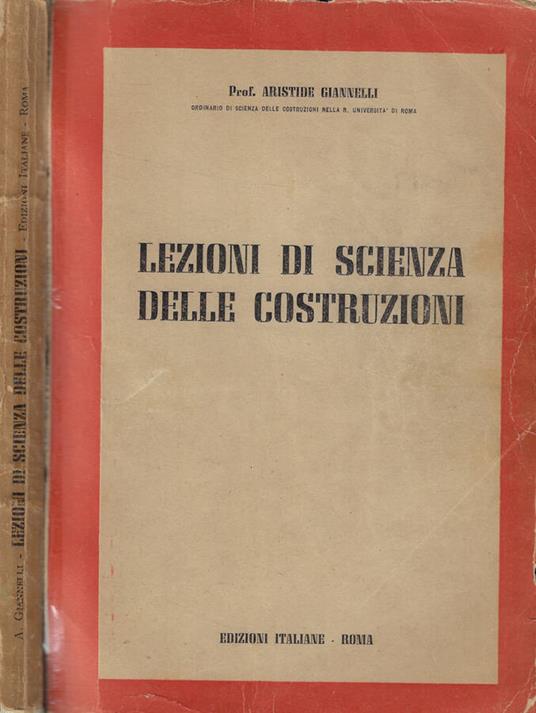 A. GIANNELLI - LEZIONI DI SCIENZA DELLE COSTRUZIONI - EDIZIONI ITALIANE - ROMA
Prof. ARISTIDE GIANNELLI
ORDINARIO DI SCIENZA DELLE COSTRUZIONI NELLA R. UNIVERSITA' DI ROMA
LEZIONI DI SCIENZA
DELLE COSTRUZIONI
EDIZIONI ITALIANE - ROMA